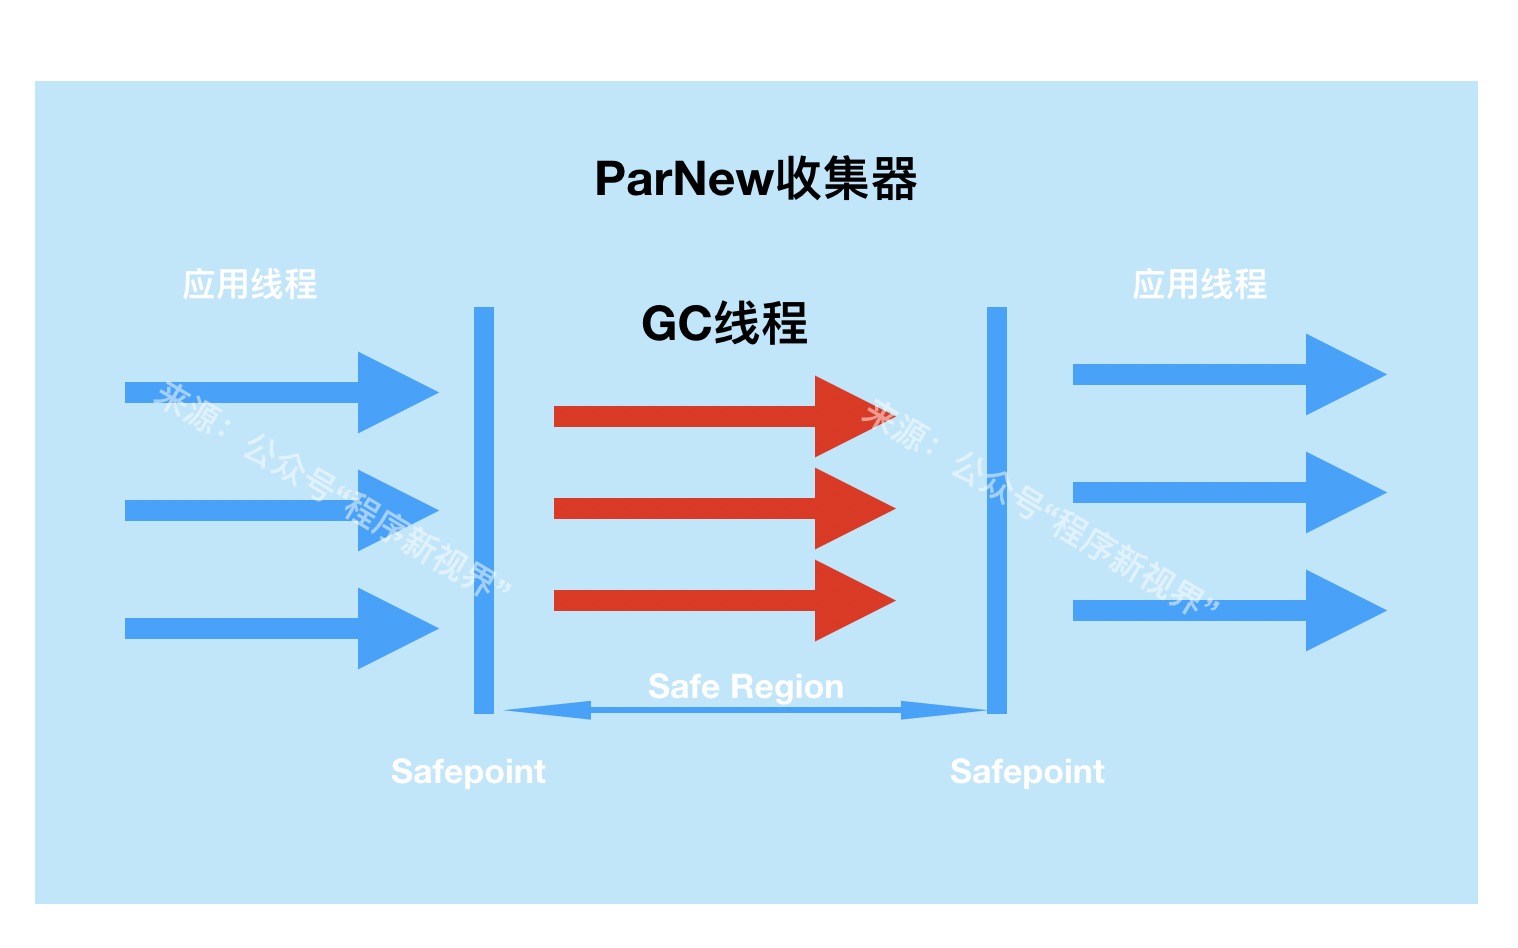 ParNew收集器
应用线程
GC线程
应用线程
来源：公众号“程序新视界”
来源：公众号“程序新视界”
Safe Region
Safepoint
Safepoint